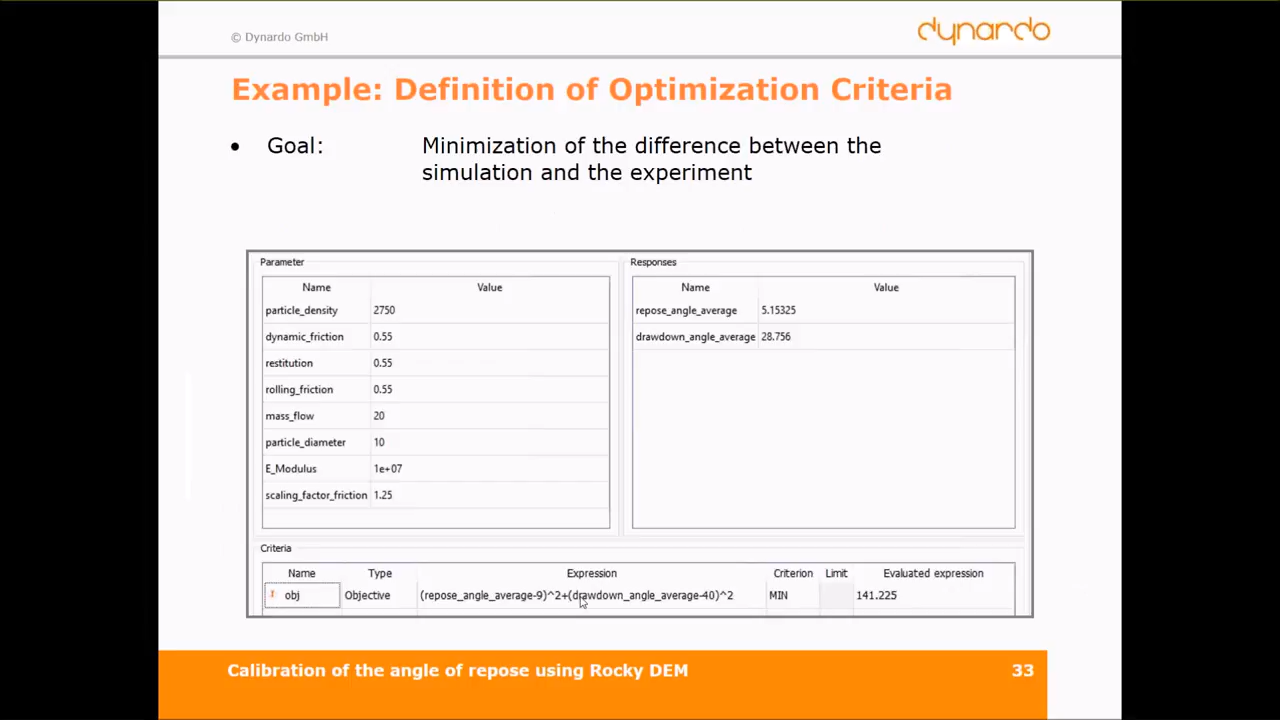 © Dynardo GmbH
dynardo
Example: Definition of Optimization Criteria
• Goal: Minimization of the difference between the
simulation and the experiment
Parameter
Name Value
particle_density 2750
dynamic_friction 0.55
restitution 0.55
rolling_friction 0.55
mass_flow 20
particle_diameter 10
E_Modulus 1e+07
scaling_factor_friction 1.25
Responses
Name Value
repose_angle_average 5.15325
drawdown_angle_average 28.756
Criteria
Name Type Expression Criterion Limit Evaluated expression
obj Objective (repose_angle_average-9)^2+(drawdown_angle_average-40)^2 MIN 141.225
Calibration of the angle of repose using Rocky DEM 33